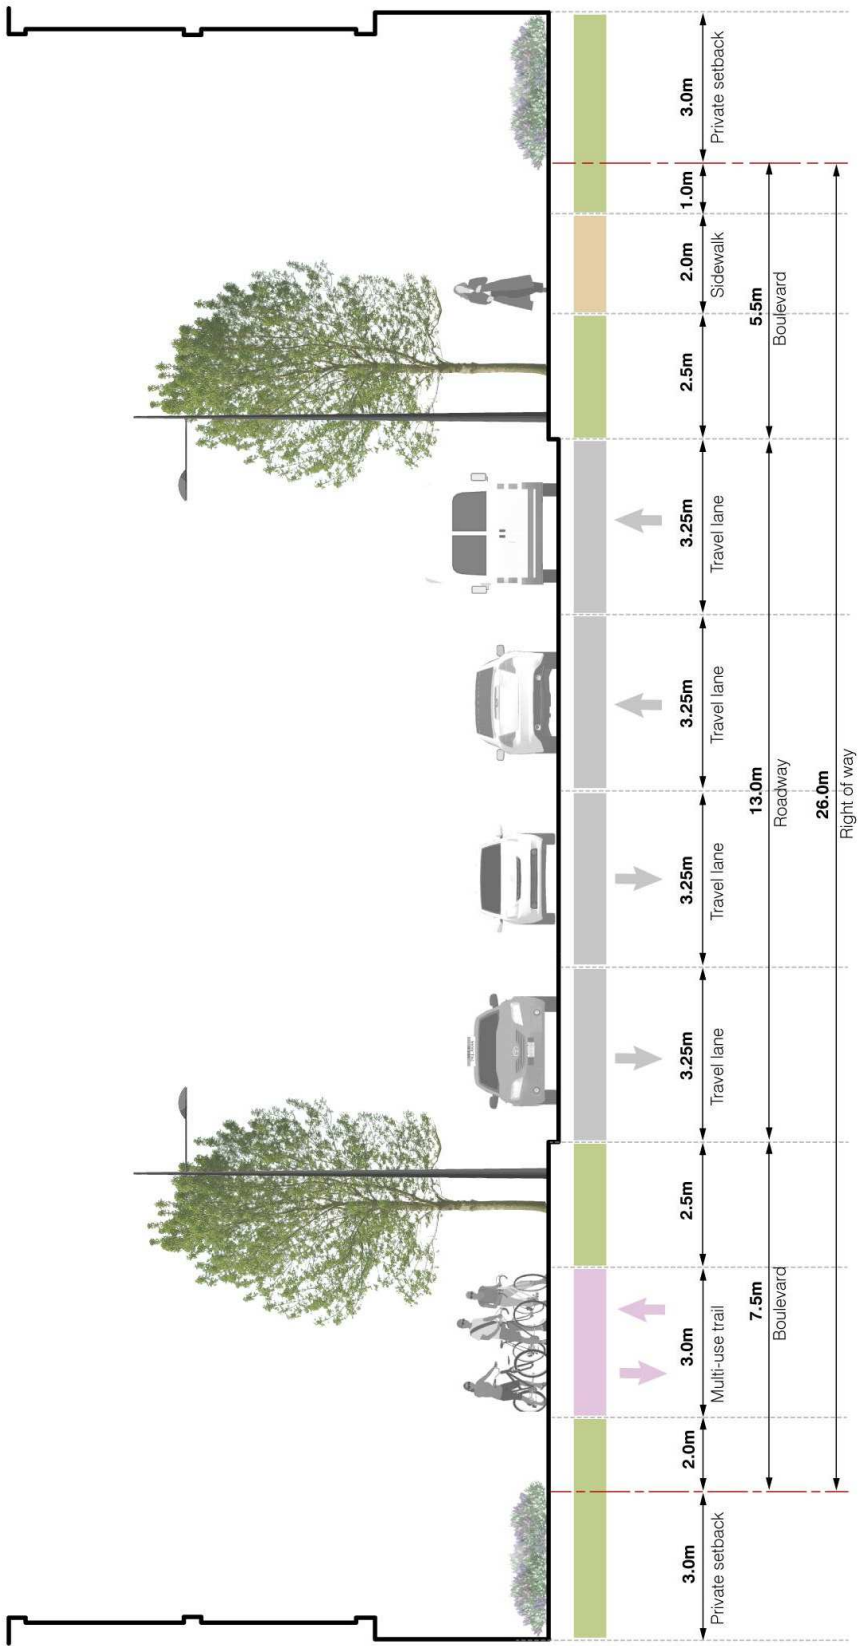 3.0m
Private setback
2.0m
3.0m
Multi-use trail
2.5m
3.25m
Travel lane
3.25m
Travel lane
3.25m
Travel lane
3.25m
Travel lane
2.5m
2.0m
Sidewalk
1.0m
3.0m
Private setback
7.5m
Boulevard
13.0m
Roadway
5.5m
Boulevard
26.0m
Right of way